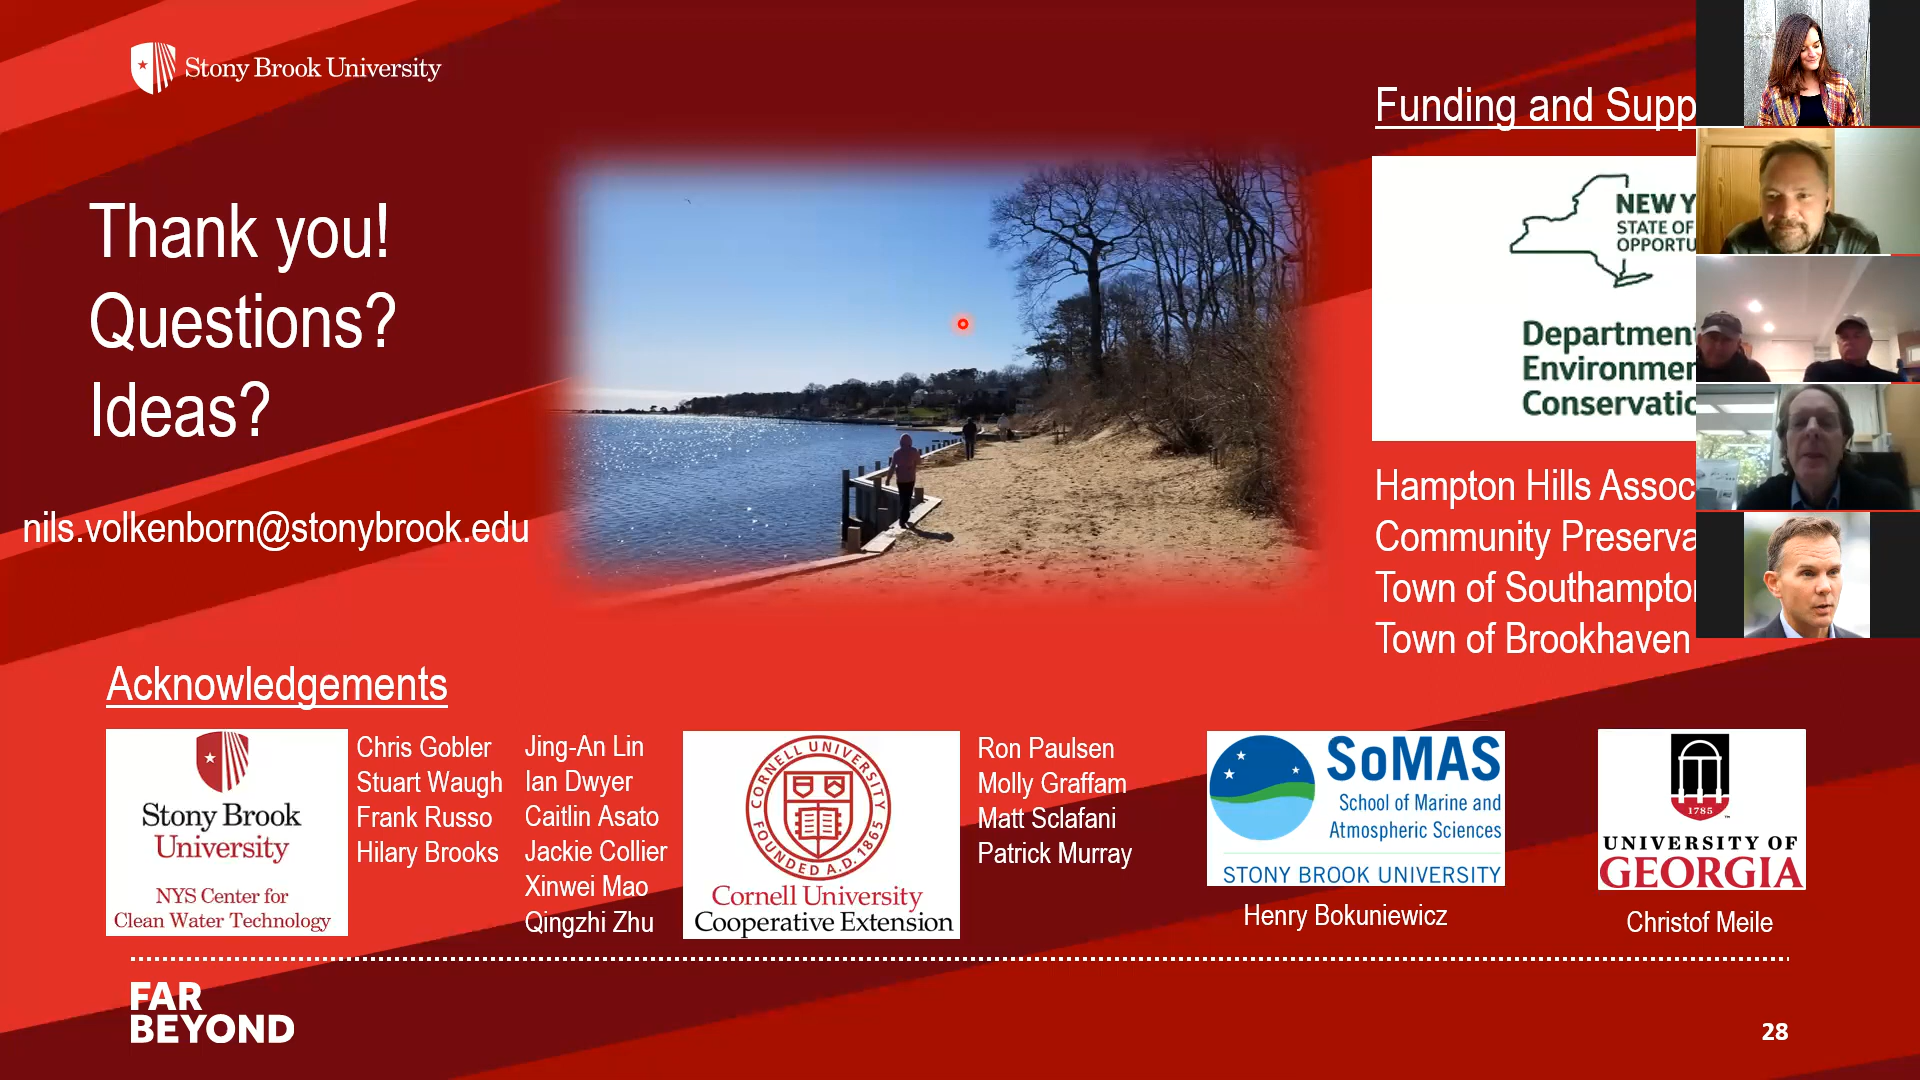 Stony Brook University
Funding and Supp
Thank you!
Questions?
Ideas?
nils.volkenborn@stonybrook.edu
NEW Y
STATE OF
OPPORTU
Departmen
Environmen
Conservatio
Hampton Hills Assoc
Community Preserva
Town of Southampton
Town of Brookhaven
Acknowledgements
Stony Brook
University
NYS Center for
Clean Water Technology
Chris Gobler
Stuart Waugh
Frank Russo
Hilary Brooks
Jing-An Lin
Ian Dwyer
Caitlin Asato
Jackie Collier
Xinwei Mao
Qingzhi Zhu
CORNELL UNIVERSITY
FOUNDED A.D. 1865
Cornell University
Cooperative Extension
Ron Paulsen
Molly Graffam
Matt Sclafani
Patrick Murray
SoMAS
School of Marine and
Atmospheric Sciences
STONY BROOK UNIVERSITY
Henry Bokuniewicz
1785
UNIVERSITY OF
GEORGIA
Christof Meile
FAR
BEYOND
28